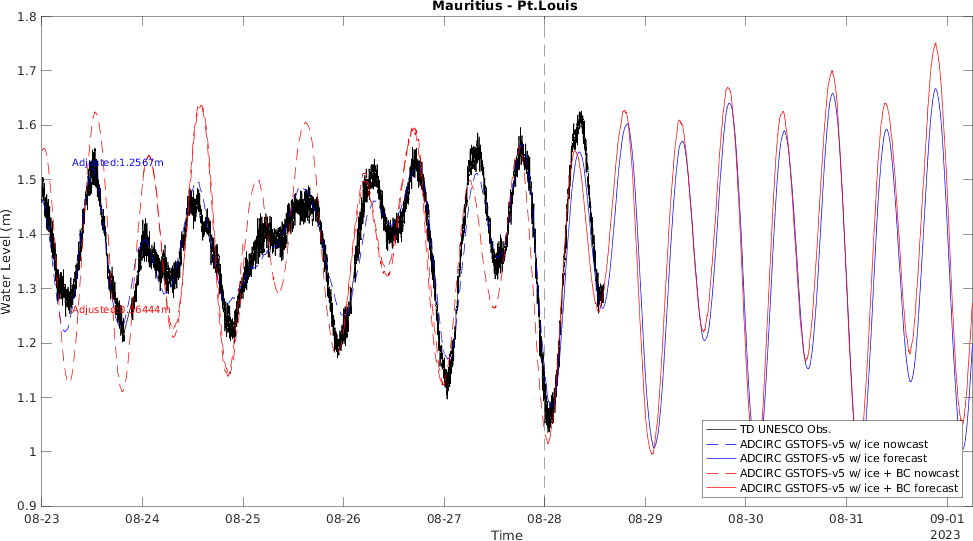 Mauritius - Pt.Louis
1.8
1.7
1.6
1.5
1.4
1.3
1.2
1.1
1
0.9
Water Level (m)
Adjusted:1.2567m
TD UNESCO Obs.
ADCIRC GSTOFS-v5 w/ ice nowcast
ADCIRC GSTOFS-v5 w/ ice forecast
ADCIRC GSTOFS-v5 w/ ice + BC nowcast
ADCIRC GSTOFS-v5 w/ ice + BC forecast
08-23 08-24 08-25 08-26 08-27 08-28 08-29 08-30 08-31 09-01
2023
Time